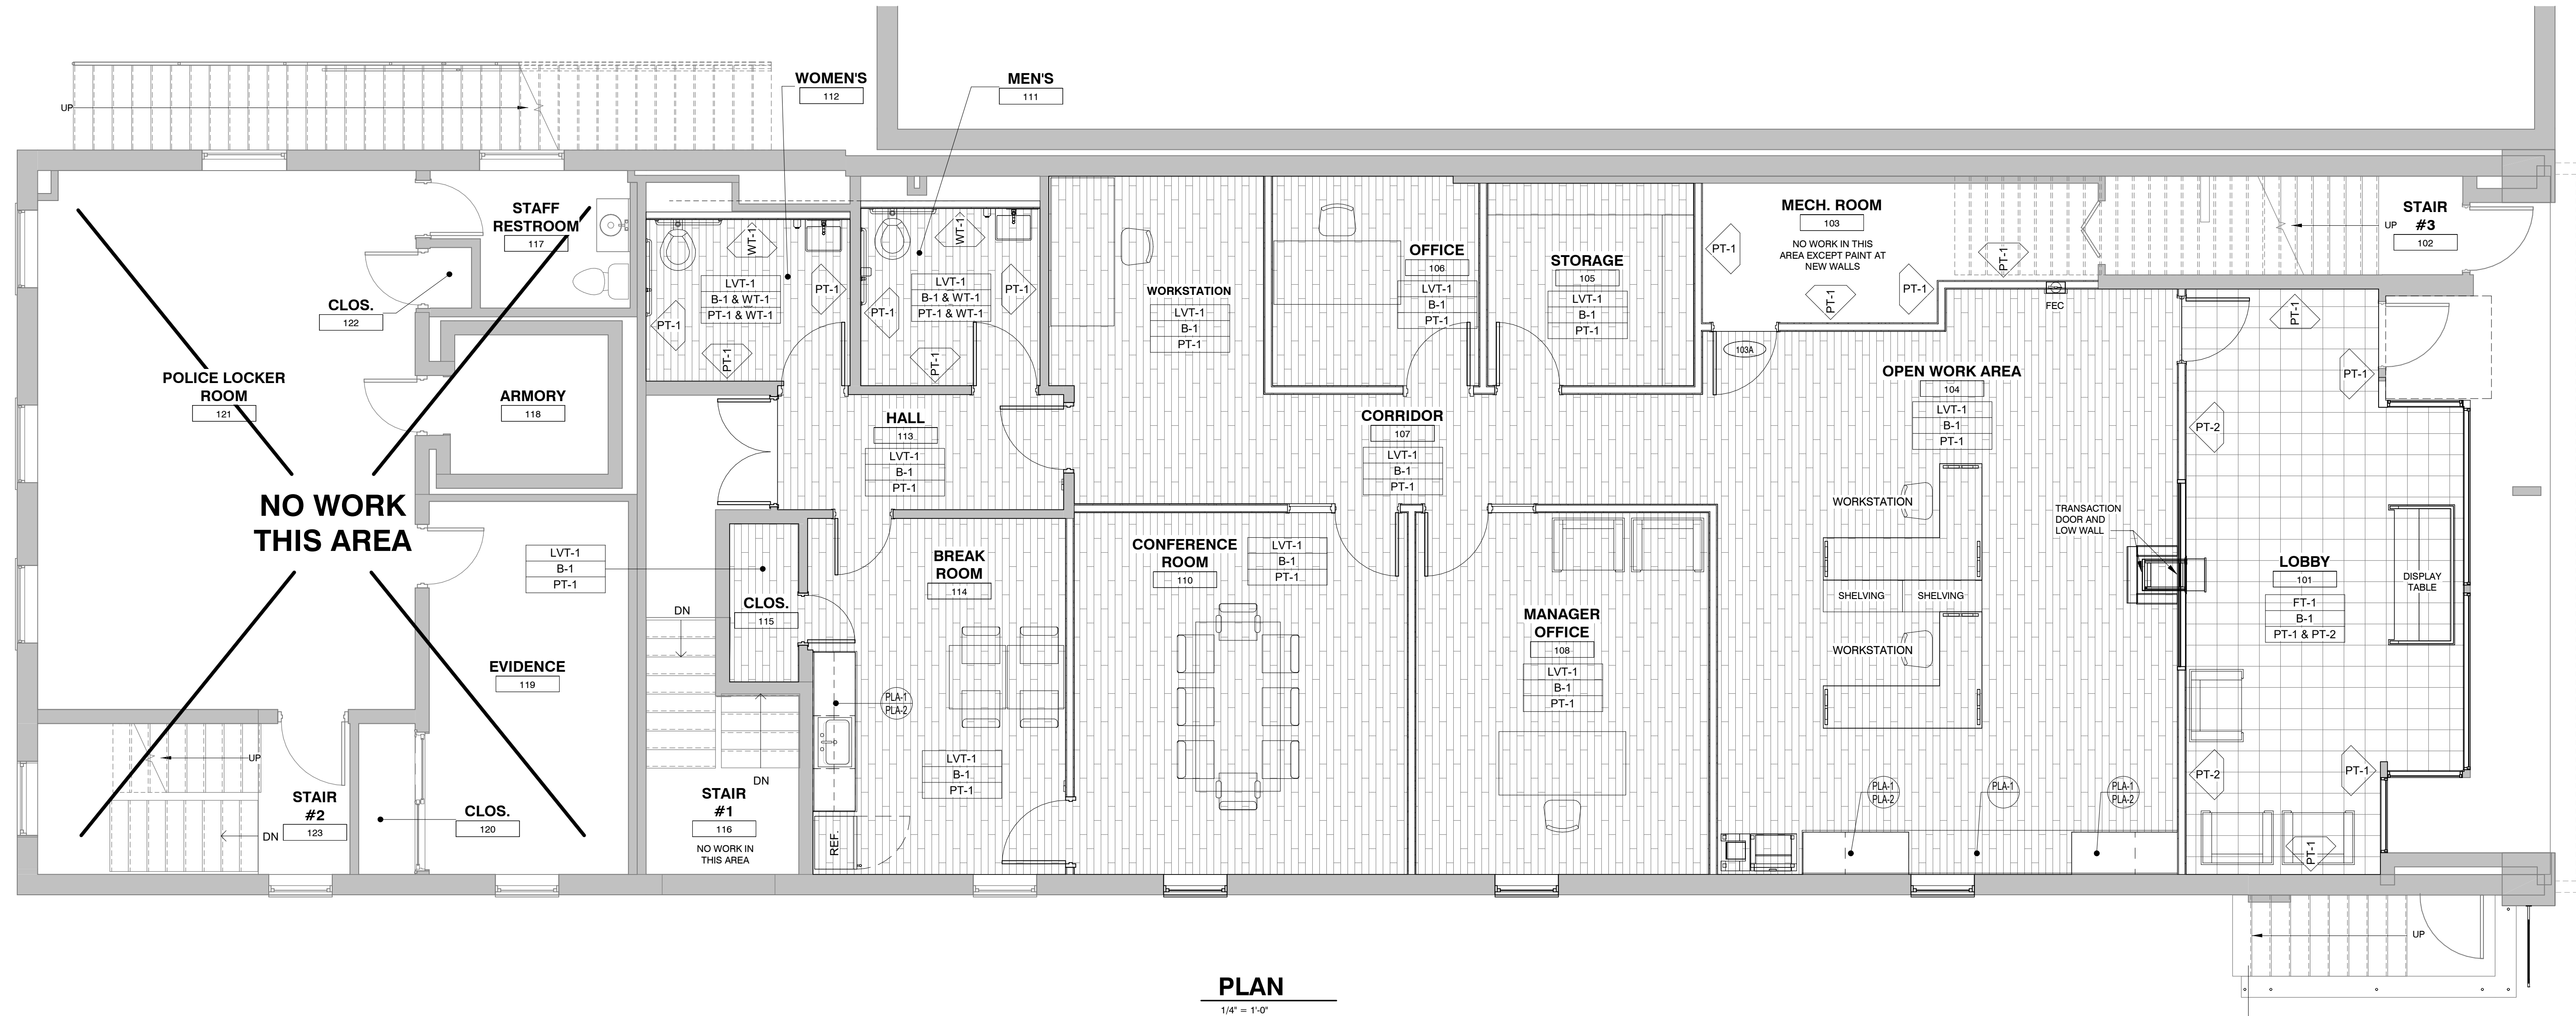 WOMEN'S
112
MEN'S
111
UP
STAFF
RESTROOM
117
CLOS.
122
POLICE LOCKER
ROOM
121
ARMORY
118
NO WORK
THIS AREA
EVIDENCE
119
UP
DN
STAIR
#2
123
CLOS.
120
WT-1
LVT-1
B-1 & WT-1
PT-1 & WT-1
PT-1
PT-1
PT-1
WT-1
LVT-1
B-1 & WT-1
PT-1 & WT-1
PT-1
PT-1
PT-1
HALL
113
LVT-1
B-1
PT-1
LVT-1
B-1
PT-1
CLOS.
115
DN
DN
STAIR
#1
116
NO WORK IN
THIS AREA
BREAK
ROOM
114
PLA-1
PLA-2
LVT-1
B-1
PT-1
REF.
WORKSTATION
LVT-1
B-1
PT-1
OFFICE
106
LVT-1
B-1
PT-1
STORAGE
105
LVT-1
B-1
PT-1
CORRIDOR
107
LVT-1
B-1
PT-1
CONFERENCE
ROOM
110
LVT-1
B-1
PT-1
MANAGER
OFFICE
108
LVT-1
B-1
PT-1
MECH. ROOM
103
NO WORK IN THIS
AREA EXCEPT PAINT AT
NEW WALLS
PT-1
PT-1
PT-1
PT-1
103A
FEC
STAIR
#3
102
UP
OPEN WORK AREA
104
LVT-1
B-1
PT-1
WORKSTATION
SHELVING
SHELVING
WORKSTATION
TRANSACTION
DOOR AND
LOW WALL
PLA-1
PLA-2
PLA-1
PLA-1
PLA-2
PT-1
PT-1
PT-2
LOBBY
101
FT-1
B-1
PT-1 & PT-2
DISPLAY
TABLE
PT-2
PT-1
PT-1
UP
PLAN
1/4" = 1'-0"